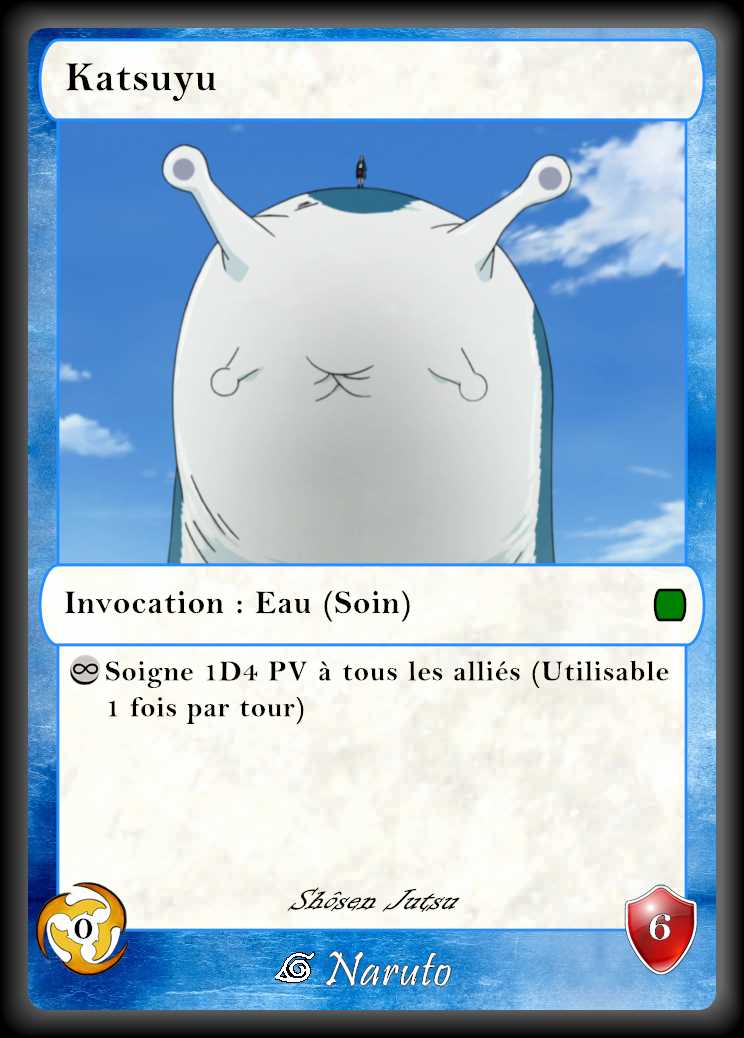 Katsuyu
Invocation : Eau (Soin)
∞ Soigne 1D4 PV à tous les alliés (Utilisable
1 fois par tour)
Shôsen Jutsu
0
6
Naruto